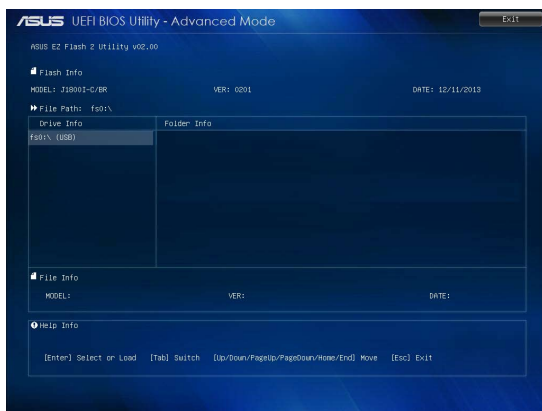 ASUS UEFI BIOS Utility - Advanced Mode
Exit
ASUS EZ Flash 2 Utility v02.00
Flash Info
MODEL: J1800I-C/BR VER: 0201 DATE: 12/11/2013
File Path: fs0:\
Drive Info Folder Info
fs0:\ (USB)
File Info
MODEL: VER: DATE:
Help Info
[Enter] Select or Load [Tab] Switch [Up/Down/PageUp/PageDown/Home/End] Move [Esc] Exit